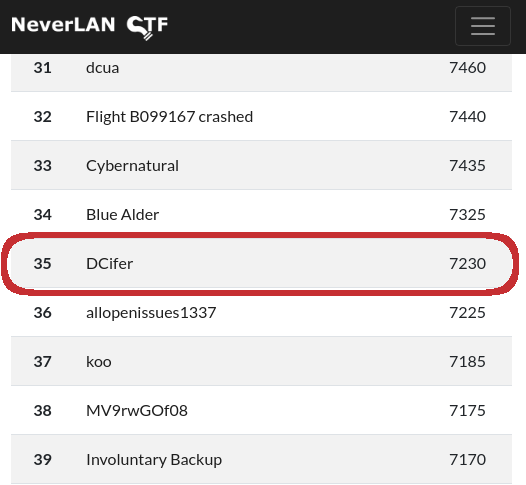 NeverLAN CTF
31 dcua 7460
32 Flight B099167 crashed 7440
33 Cybernatural 7435
34 Blue Alder 7325
35 DCifer 7230
36 allopenissues1337 7225
37 koo 7185
38 MV9rwGOf08 7175
39 Involuntary Backup 7170